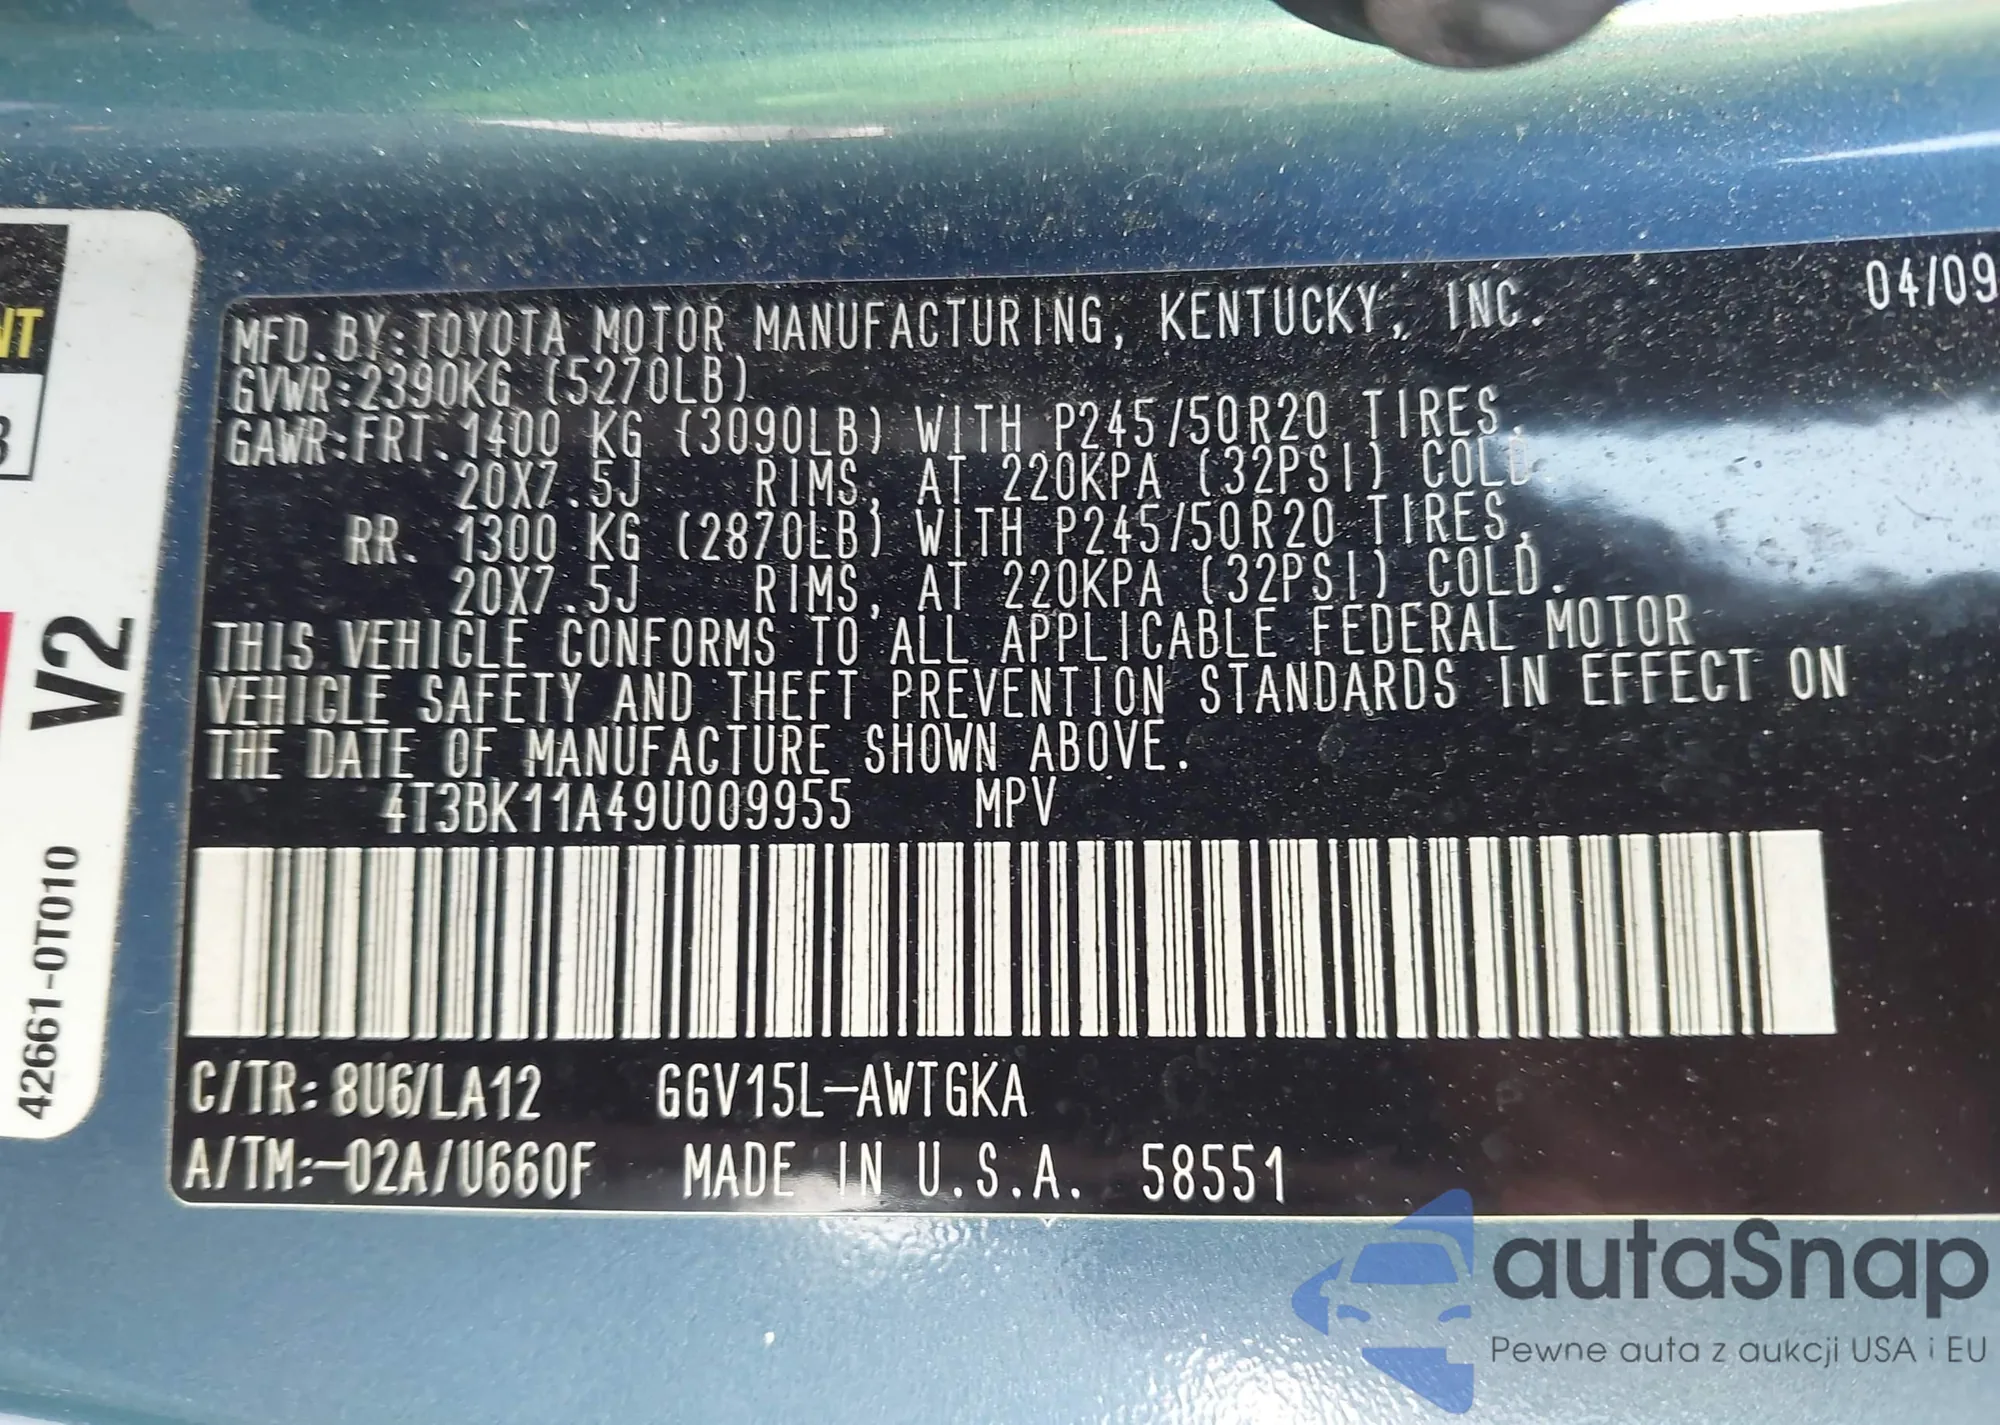 MFD. BY: TOYOTA MOTOR MANUFACTURING, KENTUCKY, INC. 04/09
GVWR: 2390KG (5270LB)
GAWR: FRT. 1400 KG (3090LB) WITH P245/50R20 TIRES,
20X7.5J RIMS, AT 220KPA (32PSI) COLD
RR. 1300 KG (2870LB) WITH P245/50R20 TIRES,
20X7.5J RIMS, AT 220KPA (32PSI) COLD.
THIS VEHICLE CONFORMS TO ALL APPLICABLE FEDERAL MOTOR
VEHICLE SAFETY AND THEFT PREVENTION STANDARDS IN EFFECT ON
THE DATE OF MANUFACTURE SHOWN ABOVE.
4T3BK11A49U009955 MPV
C/TR: 8U6/LA12 GGV15L-AWTGKA
A/TM:-02A/U660F MADE IN U.S.A. 58551
NT
V2
42661-0T010
autaSnap
Pewne auta z aukcji USA i EU